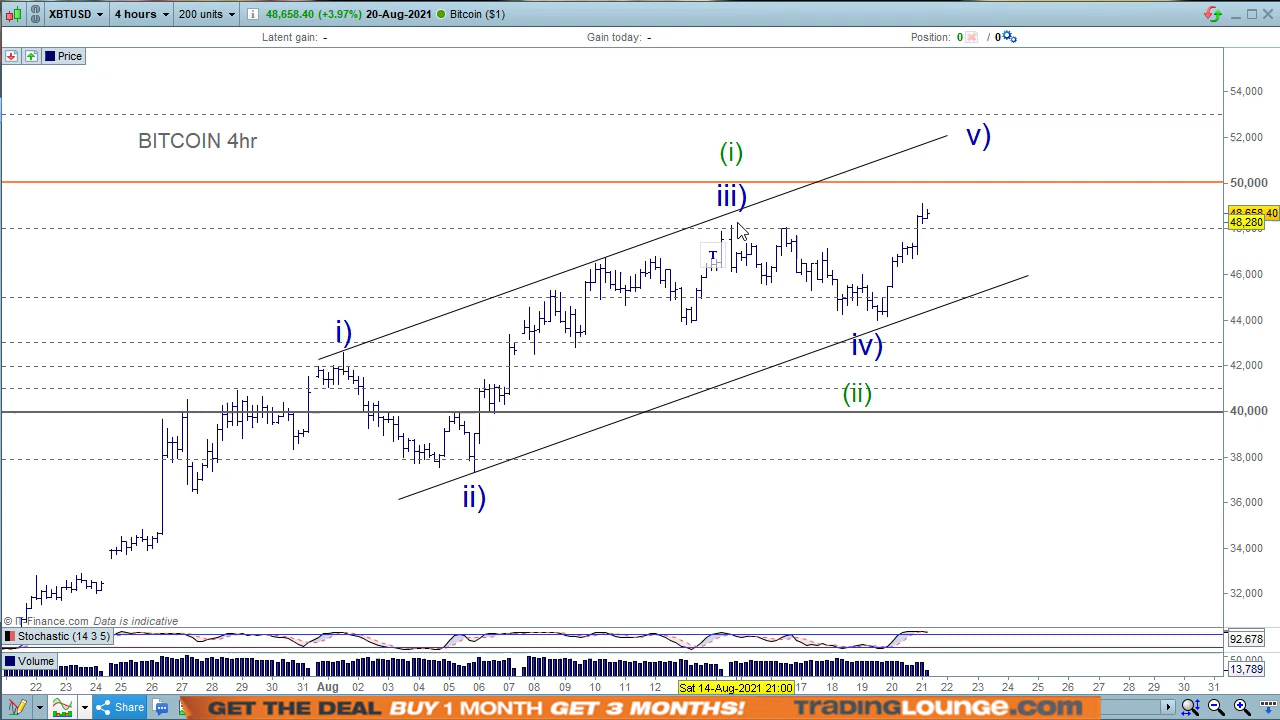 XBTUSD 4 hours 200 units 48,658.40 (+3.97%) 20-Aug-2021 Bitcoin ($1)
Latent gain: - Gain today: - Position: 0 / 0
Price
54,000
BITCOIN 4hr
52,000
v)
(i)
50,000
iii)
48,658.40
48,280
T
46,000
44,000
i)
iv)
42,000
(ii)
40,000
38,000
ii)
36,000
34,000
32,000
© IT-Finance.com Data is indicative
Stochastic (14 3 5)
92.678
Volume
50,000
13,789
22 23 24 25 26 27 28 29 30 31 Aug 02 03 04 05 06 07 08 09 10 11 12 Sat 14-Aug-2021 21:00 17 18 19 20 21 22 23 24 25 26 27 28 29 30 31
Share
GET THE DEAL BUY 1 MONTH GET 3 MONTHS! TradingLounge.com